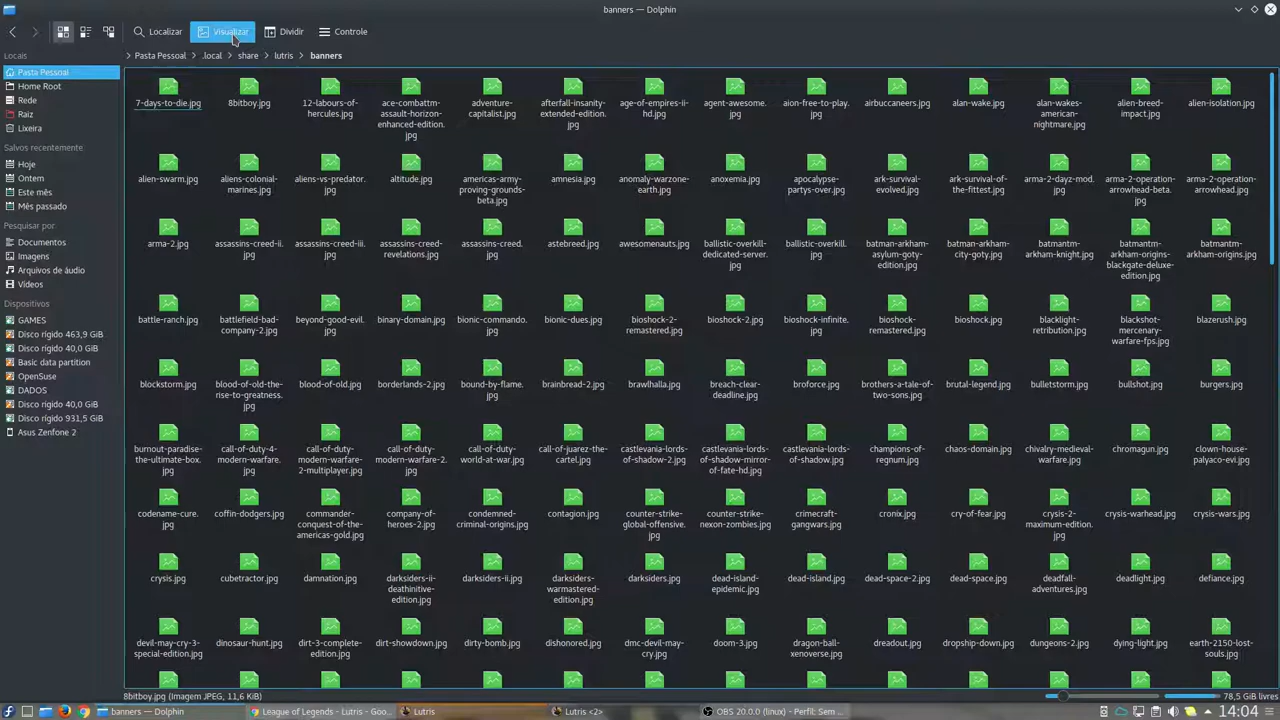 banners — Dolphin
Localizar Visualizar Dividir Controle
Locais
Pasta Pessoal
Home Root
Rede
Raiz
Lixeira
Salvos recentemente
Hoje
Ontem
Este mês
Mês passado
Pesquisar por
Documentos
Imagens
Arquivos de áudio
Vídeos
Dispositivos
GAMES
Disco rígido 463,9 GiB
Disco rígido 40,0 GiB
Basic data partition
OpenSuse
DADOS
Disco rígido 40,0 GiB
Disco rígido 931,5 GiB
Asus Zenfone 2
> Pasta Pessoal > .local > share > lutris > banners
7-days-to-die.jpg
8bitboy.jpg
12-labours-of-
hercules.jpg
ace-combattm-
assault-horizon-
enhanced-edition.
jpg
adventure-
capitalist.jpg
afterfall-insanity-
extended-edition.
jpg
age-of-empires-ii-
hd.jpg
agent-awesome.
jpg
aion-free-to-play.
jpg
airbuccaneers.jpg
alan-wake.jpg
alan-wakes-
american-
nightmare.jpg
alien-breed-
impact.jpg
alien-isolation.jpg
alien-swarm.jpg
aliens-colonial-
marines.jpg
aliens-vs-predator.
jpg
altitude.jpg
americas-army-
proving-grounds-
beta.jpg
amnesia.jpg
anomaly-warzone-
earth.jpg
anoxemia.jpg
apocalypse-
partys-over.jpg
ark-survival-
evolved.jpg
ark-survival-of-
the-fittest.jpg
arma-2-dayz-mod.
jpg
arma-2-operation-
arrowhead-beta.
jpg
arma-2-operation-
arrowhead.jpg
arma-2.jpg
assassins-creed-ii.
jpg
assassins-creed-iii.
jpg
assassins-creed-
revelations.jpg
assassins-creed.
jpg
astebreed.jpg
awesomenauts.jpg
ballistic-overkill-
dedicated-server.
jpg
ballistic-overkill.
jpg
batman-arkham-
asylum-goty-
edition.jpg
batman-arkham-
city-goty.jpg
batmantm-
arkham-knight.jpg
batmantm-
arkham-origins-
blackgate-deluxe-
edition.jpg
batmantm-
arkham-origins.jpg
battle-ranch.jpg
battlefield-bad-
company-2.jpg
beyond-good-evil.
jpg
binary-domain.jpg
bionic-commando.
jpg
bionic-dues.jpg
bioshock-2-
remastered.jpg
bioshock-2.jpg
bioshock-infinite.
jpg
bioshock-
remastered.jpg
bioshock.jpg
blacklight-
retribution.jpg
blackshot-
mercenary-
warfare-fps.jpg
blazerush.jpg
blockstorm.jpg
blood-of-old-the-
rise-to-greatness.
jpg
blood-of-old.jpg
borderlands-2.jpg
bound-by-flame.
jpg
brainbread-2.jpg
brawlhalla.jpg
breach-clear-
deadline.jpg
broforce.jpg
brothers-a-tale-of-
two-sons.jpg
brutal-legend.jpg
bulletstorm.jpg
bullshot.jpg
burgers.jpg
burnout-paradise-
the-ultimate-box.
jpg
call-of-duty-4-
modern-warfare.
jpg
call-of-duty-
modern-warfare-
2-multiplayer.jpg
call-of-duty-
modern-warfare-2.
jpg
call-of-duty-
world-at-war.jpg
call-of-juarez-the-
cartel.jpg
castlevania-lords-
of-shadow-2.jpg
castlevania-lords-
of-shadow-mirror-
of-fate-hd.jpg
castlevania-lords-
of-shadow.jpg
champions-of-
regnum.jpg
chaos-domain.jpg
chivalry-medieval-
warfare.jpg
chromagun.jpg
clown-house-
palyaco-evi.jpg
codename-cure.
jpg
coffin-dodgers.jpg
commander-
conquest-of-the-
americas-gold.jpg
company-of-
heroes-2.jpg
condemned-
criminal-origins.jpg
contagion.jpg
counter-strike-
global-offensive.
jpg
counter-strike-
nexon-zombies.jpg
crimecraft-
gangwars.jpg
cronix.jpg
cry-of-fear.jpg
crysis-2-
maximum-edition.
jpg
crysis-warhead.jpg
crysis-wars.jpg
crysis.jpg
cubetractor.jpg
damnation.jpg
darksiders-ii-
deathinitive-
edition.jpg
darksiders-ii.jpg
darksiders-
warmastered-
edition.jpg
darksiders.jpg
dead-island-
epidemic.jpg
dead-island.jpg
dead-space-2.jpg
dead-space.jpg
deadfall-
adventures.jpg
deadlight.jpg
defiance.jpg
devil-may-cry-3-
special-edition.jpg
dinosaur-hunt.jpg
dirt-3-complete-
edition.jpg
dirt-showdown.jpg
dirty-bomb.jpg
dishonored.jpg
dmc-devil-may-
cry.jpg
doom-3.jpg
dragon-ball-
xenoverse.jpg
dreadout.jpg
dropship-down.jpg
dungeons-2.jpg
dying-light.jpg
earth-2150-lost-
souls.jpg
8bitboy.jpg (Imagem JPEG, 11,6 KiB)
78,5 GiB livres
banners — Dolphin
League of Legends - Lutris - Goo...
Lutris
Lutris <2>
OBS 20.0.0 (linux) - Perfil: Sem ...
14:04